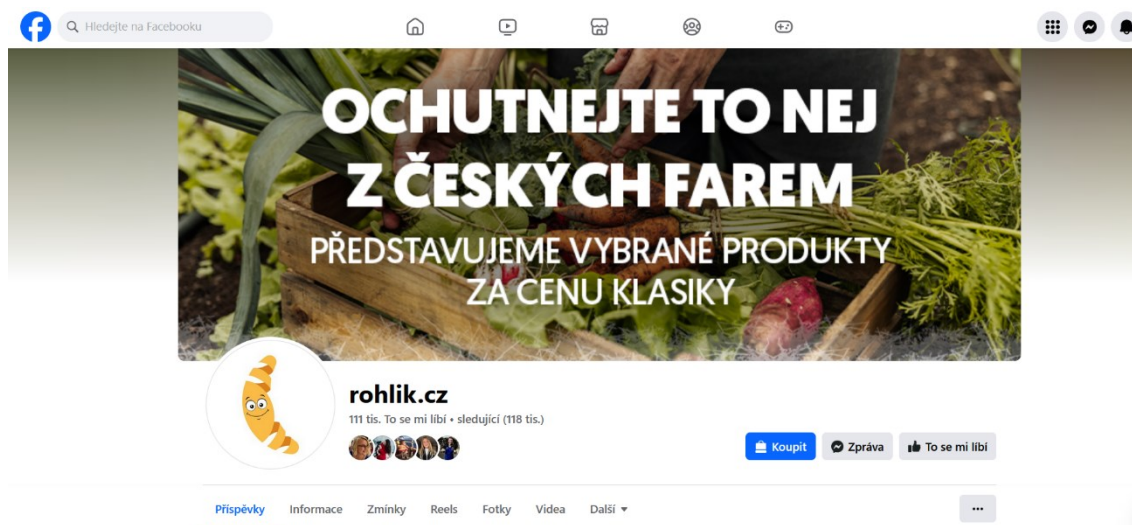 Hledejte na Facebooku
OCHUTNEJTE TO NEJ
Z ČESKÝCH FAREM
PŘEDSTAVUJEME VYBRANÉ PRODUKTY
ZA CENU KLASIKY
rohlik.cz
111 tis. To se mi líbí • sledující (118 tis.)
Koupit Zpráva To se mi líbí
Příspěvky Informace Zmínky Reels Fotky Videa Další